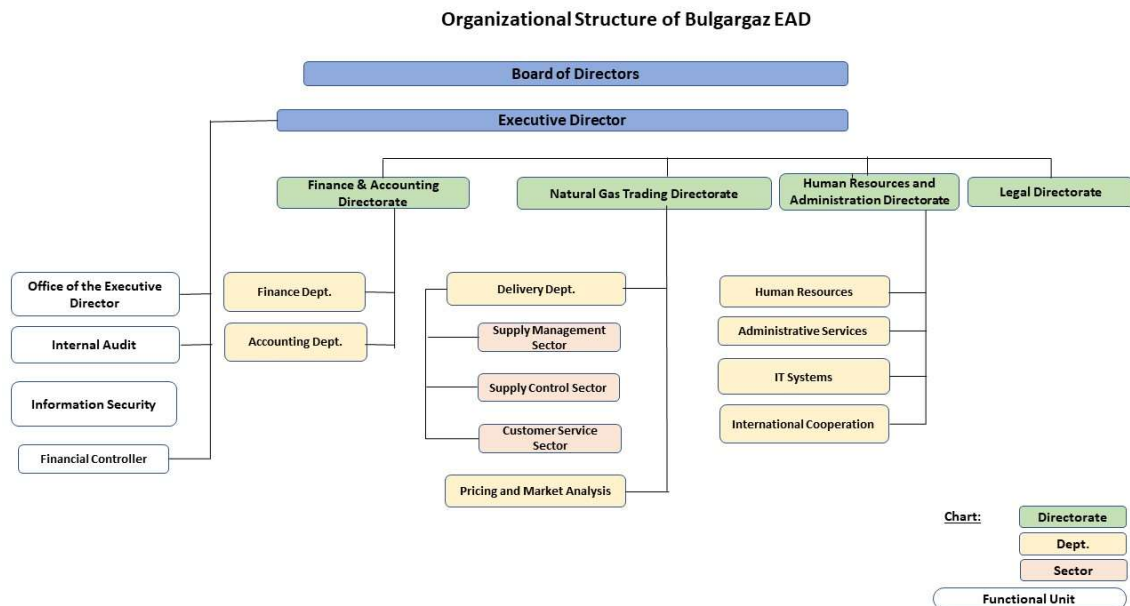 Organizational Structure of Bulgargaz EAD
Board of Directors
Executive Director
Finance & Accounting
Directorate
Natural Gas Trading Directorate
Human Resources and
Administration Directorate
Legal Directorate
Office of the Executive
Director
Internal Audit
Information Security
Financial Controller
Finance Dept.
Accounting Dept.
Delivery Dept.
Supply Management
Sector
Supply Control Sector
Customer Service
Sector
Pricing and Market Analysis
Human Resources
Administrative Services
IT Systems
International Cooperation
Chart:
Directorate
Dept.
Sector
Functional Unit